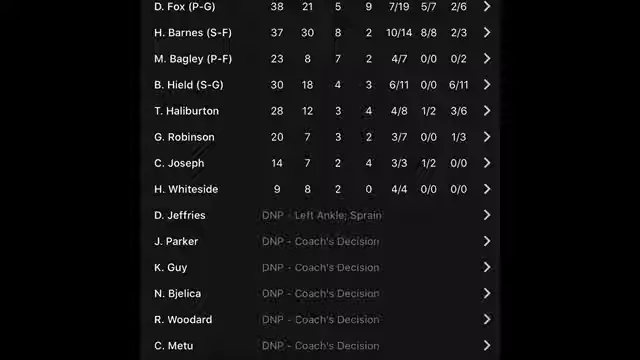 D. Fox (P-G) 38 21 5 9 7/19 5/7 2/6
H. Barnes (S-F) 37 30 8 2 10/14 8/8 2/3
M. Bagley (P-F) 23 8 7 2 4/7 0/0 0/2
B. Hield (S-G) 30 18 4 3 6/11 0/0 6/11
T. Haliburton 28 12 3 4 4/8 1/2 3/6
G. Robinson 20 7 3 2 3/7 0/0 1/3
C. Joseph 14 7 2 4 3/3 1/2 0/0
H. Whiteside 9 8 2 0 4/4 0/0 0/0
D. Jeffries DNP - Left Ankle; Sprain
J. Parker DNP - Coach's Decision
K. Guy DNP - Coach's Decision
N. Bjelica DNP - Coach's Decision
R. Woodard DNP - Coach's Decision
C. Metu DNP - Coach's Decision